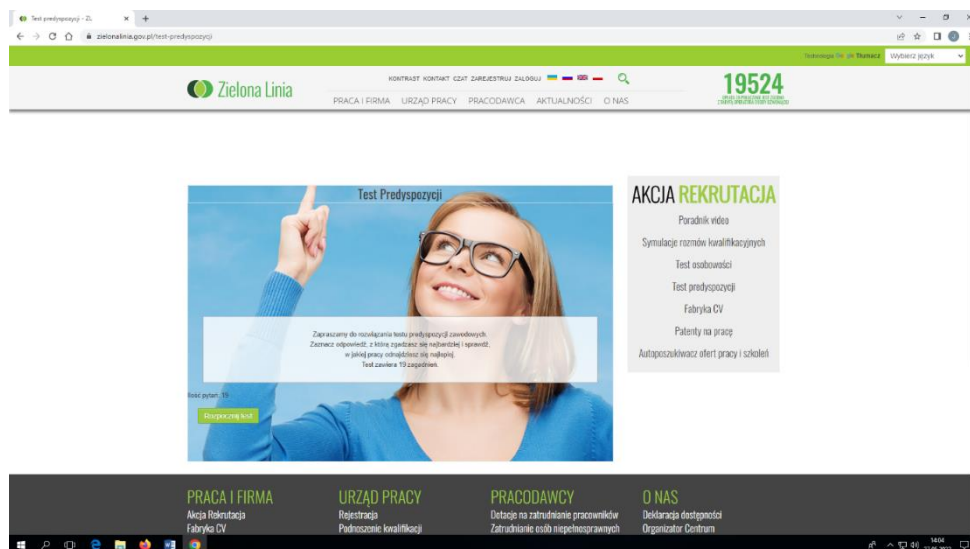 Test predyspozycji - ZL
zielonalinia.gov.pl/test-predyspozycji
Tłumacz Wybierz język
Zielona Linia
KONTRAST KONTAKT CZAT ZAREJESTRUJ ZALOGUJ
19524
PRACA I FIRMA URZĄD PRACY PRACODAWCA AKTUALNOŚCI O NAS
Test Predyspozycji
Zapraszamy do rozwiązania testu predyspozycji zawodowych.
Zaznacz odpowiedź, z którą zgadzasz się najbardziej i sprawdź,
w jakiej pracy odnajdziesz się najlepiej.
Test zawiera 19 zagadnień.
Ilość pytań: 19
Rozpocznij test
AKCJA REKRUTACJA
Poradnik video
Symulacje rozmów kwalifikacyjnych
Test osobowości
Test predyspozycji
Fabryka CV
Patenty na pracę
Autoposzukiwacz ofert pracy i szkoleń
PRACA I FIRMA
Akcja Rekrutacja
Fabryka CV
URZĄD PRACY
Rejestracja
Podnoszenie kwalifikacji
PRACODAWCY
Dotacje na zatrudnianie pracowników
Zatrudnianie osób niepełnosprawnych
O NAS
Deklaracja dostępności
Organizator Centrum
14:04